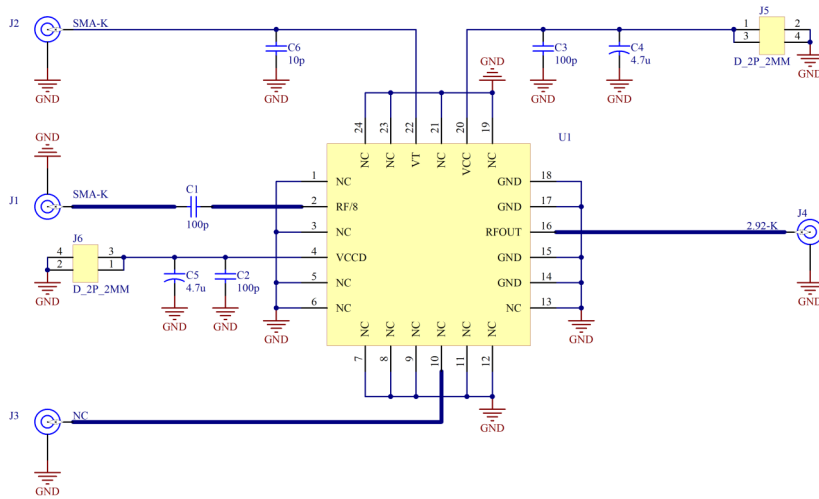 J2
SMA-K
C6
10p
GND
GND
C3
100p
C4
4.7u
GND
GND
J5
1
3
2
4
D_2P_2MM
GND
GND
24
23
22
21
20
19
NC
NC
VT
NC
VCC
NC
U1
GND
J1
SMA-K
C1
100p
J6
4
2
3
1
D_2P_2MM
GND
C5
4.7u
GND
C2
100p
GND
1
2
3
4
5
6
NC
RF/8
NC
VCCD
NC
NC
GND
GND
GND
RFOUT
GND
GND
NC
18
17
16
15
14
13
GND
2.92-K
J4
GND
NC
NC
NC
NC
NC
NC
7
8
9
10
11
12
GND
J3
NC
GND